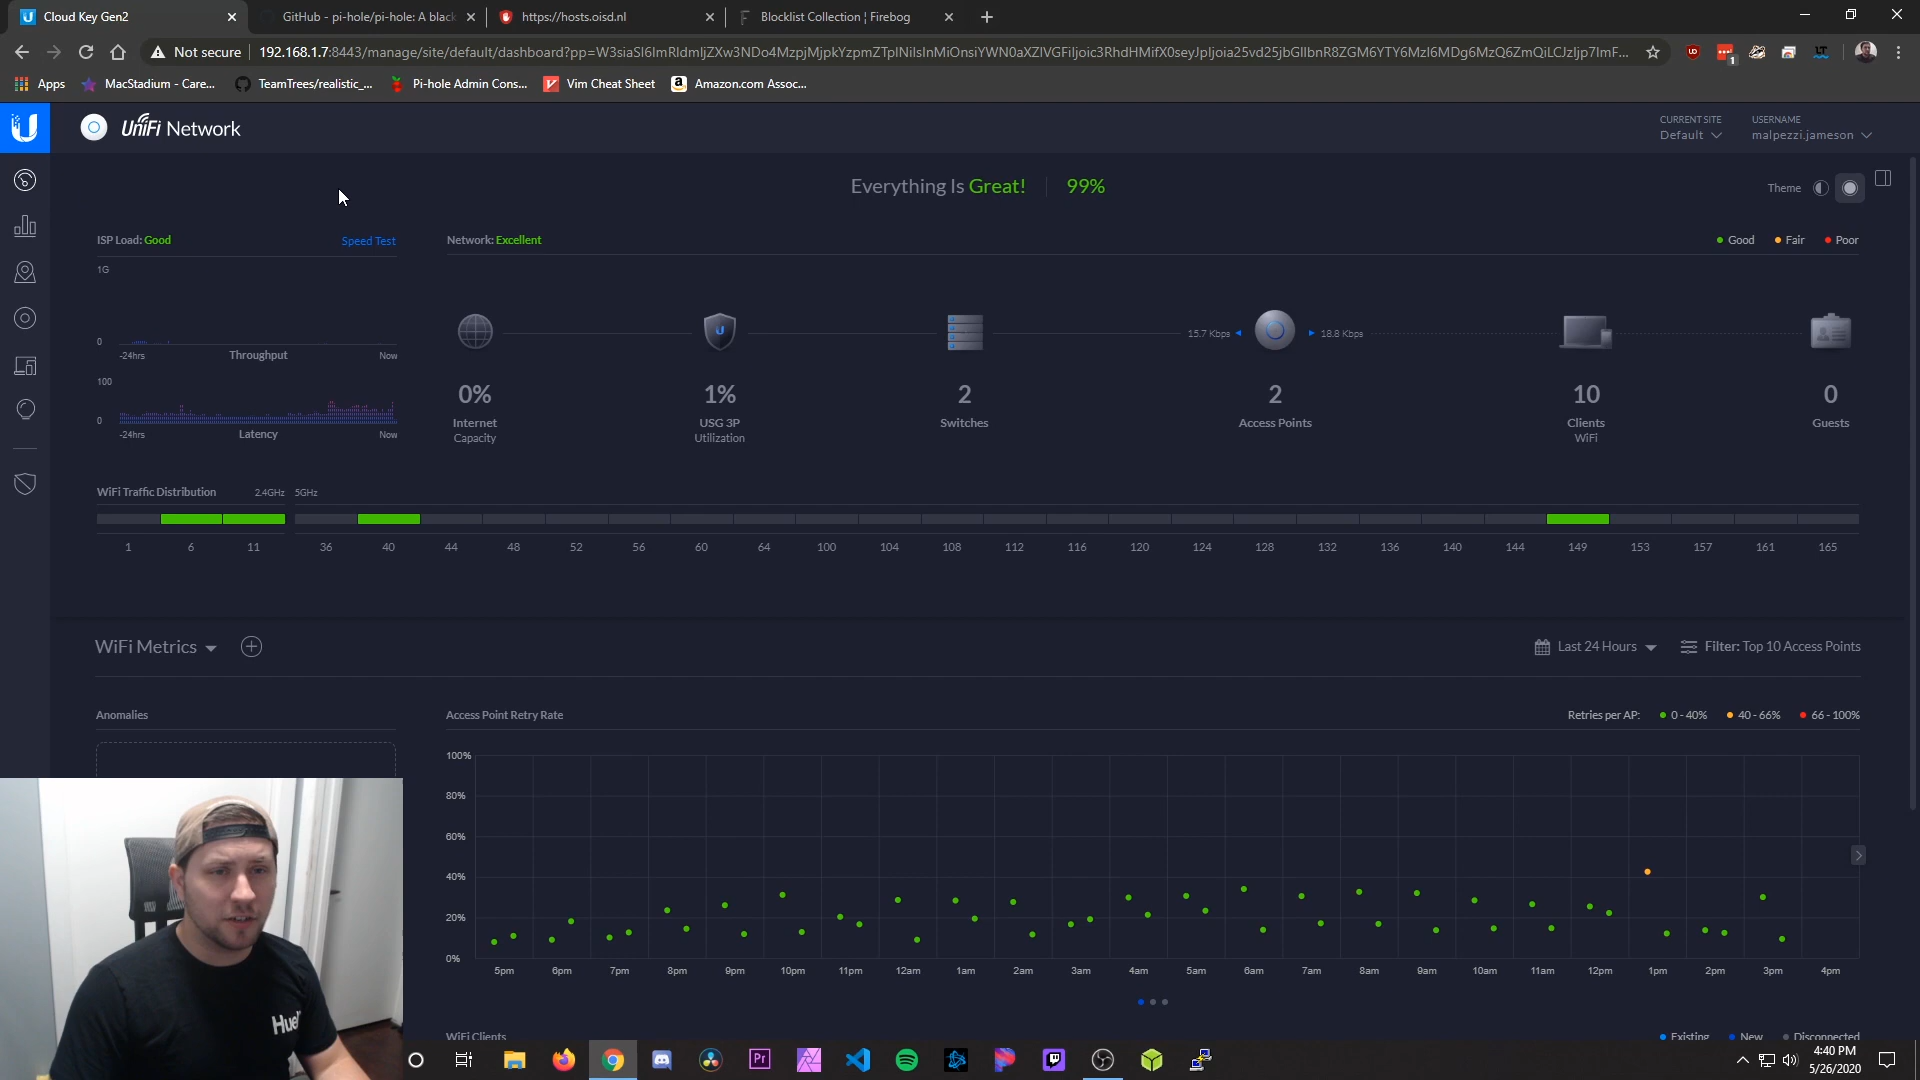 Cloud Key Gen2
GitHub - pi-hole/pi-hole: A black
https://hosts.oisd.nl
Blocklist Collection | Firebog
Not secure
192.168.1.7:8443/manage/site/default/dashboard?pp=
1
Apps
MacStadium - Care...
TeamTrees/realistic_...
Pi-hole Admin Cons...
Vim Cheat Sheet
Amazon.com Assoc...
UniFi Network
CURRENT SITE
Default
USERNAME
malpezzi.jameson
Everything Is Great!
99%
Theme
ISP Load: Good
Speed Test
Network: Excellent
Good
Fair
Poor
1G
0
-24hrs
Throughput
Now
100
0
-24hrs
Latency
Now
15.7 Kbps
18.8 Kbps
0%
Internet
Capacity
1%
USG 3P
Utilization
2
Switches
2
Access Points
10
Clients
WiFi
0
Guests
WiFi Traffic Distribution
2.4GHz
5GHz
1 6 11 36 40 44 48 52 56 60 64 100 104 108 112 116 120 124 128 132 136 140 144 149 153 157 161 165
WiFi Metrics
Last 24 Hours
Filter: Top 10 Access Points
Anomalies
Access Point Retry Rate
Retries per AP:
0 - 40%
40 - 66%
66 - 100%
100%
80%
60%
40%
20%
0%
5pm 6pm 7pm 8pm 9pm 10pm 11pm 12am 1am 2am 3am 4am 5am 6am 7am 8am 9am 10am 11am 12pm 1pm 2pm 3pm 4pm
WiFi Clients
Existing
New
Disconnected
Pr
4:40 PM
5/26/2020